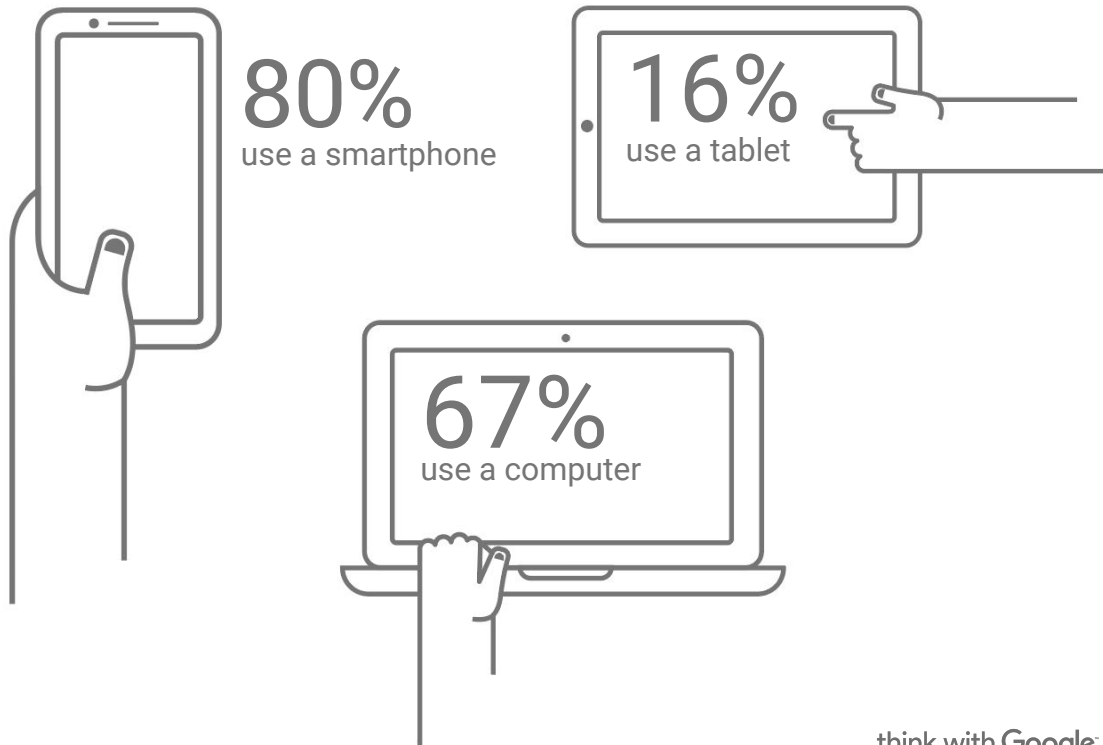 80%
use a smartphone
16%
use a tablet
67%
use a computer
think with Google